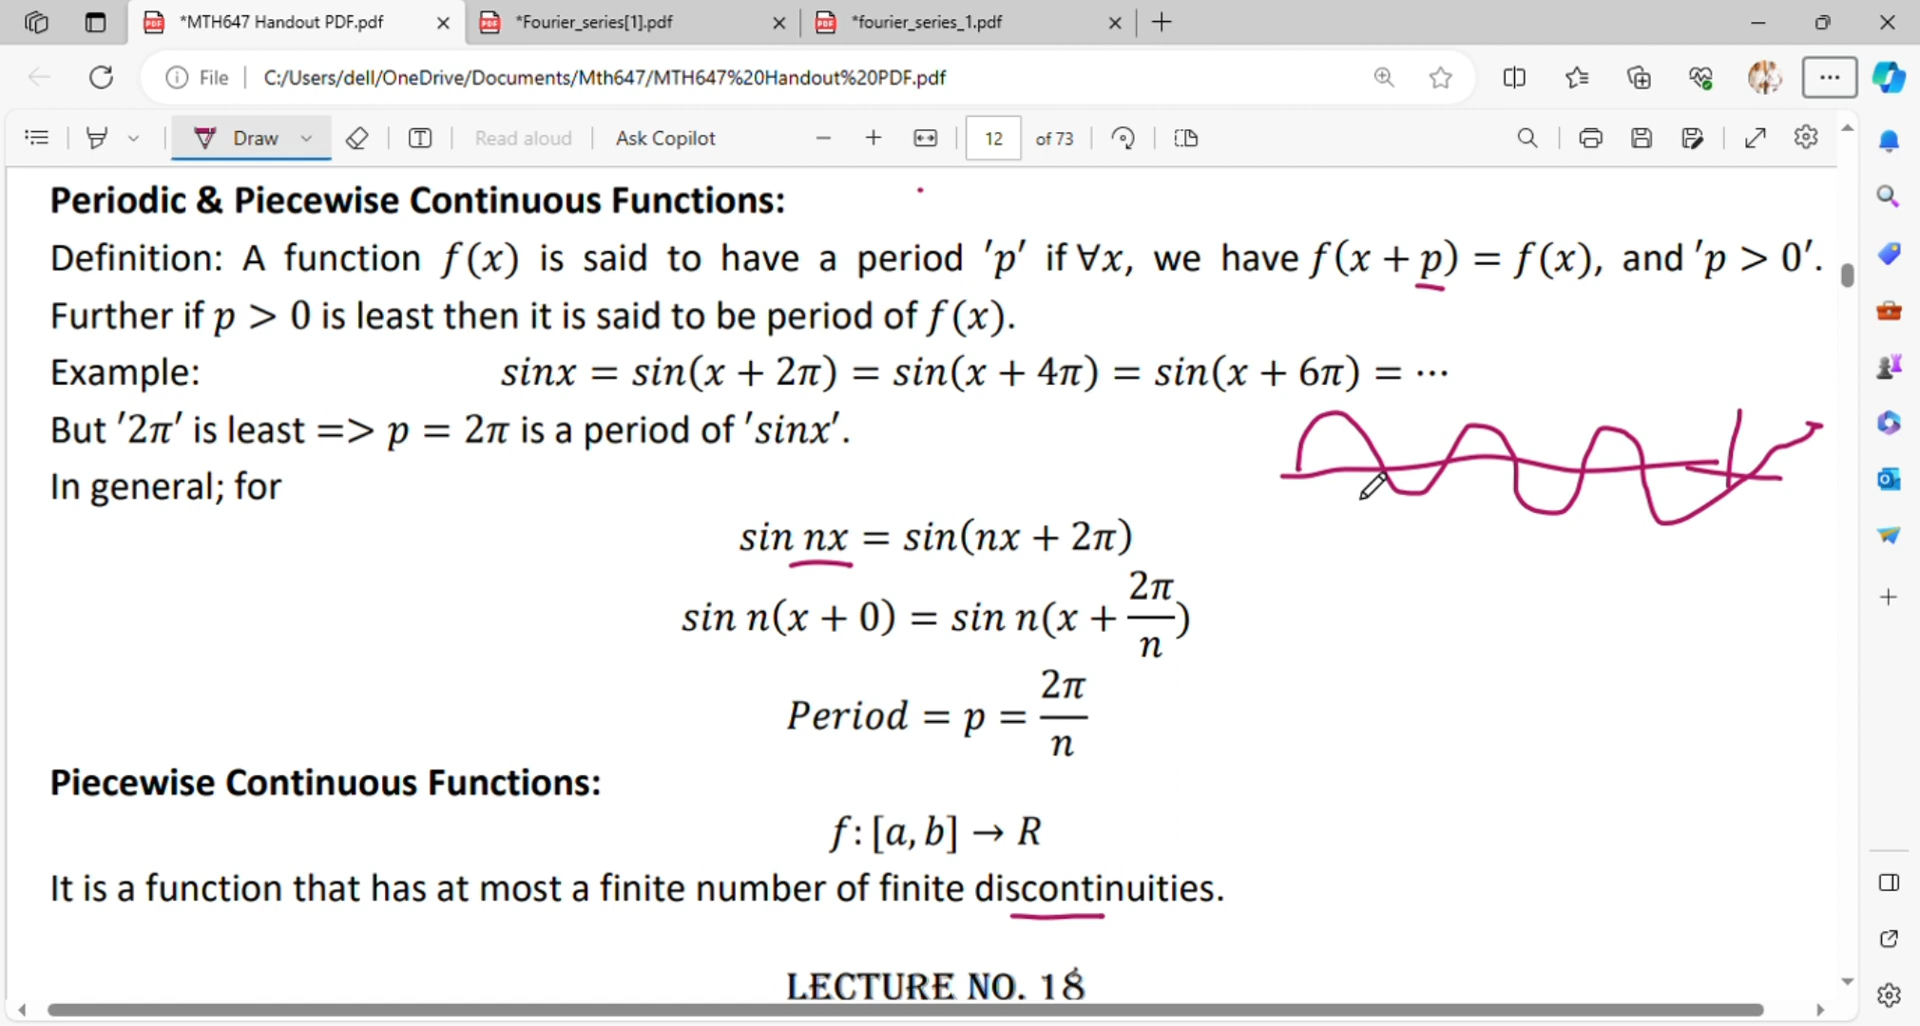 *MTH647 Handout PDF.pdf
*Fourier_series[1].pdf
*fourier_series_1.pdf
File
C:/Users/dell/OneDrive/Documents/Mth647/MTH647%20Handout%20PDF.pdf
Draw
Read aloud
Ask Copilot
12 of 73
Periodic & Piecewise Continuous Functions:
Definition: A function f(x) is said to have a period ′p′ if ∀x, we have f(x + p) = f(x), and ′p > 0′.
Further if p > 0 is least then it is said to be period of f(x).
Example: sinx = sin(x + 2π) = sin(x + 4π) = sin(x + 6π) = ⋯
But ′2π′ is least => p = 2π is a period of ′sinx′.
In general; for
sin nx = sin(nx + 2π)
sin n(x + 0) = sin n(x + 2π/n)
Period = p = 2π/n
Piecewise Continuous Functions:
f: [a, b] → R
It is a function that has at most a finite number of finite discontinuities.
LECTURE NO. 18